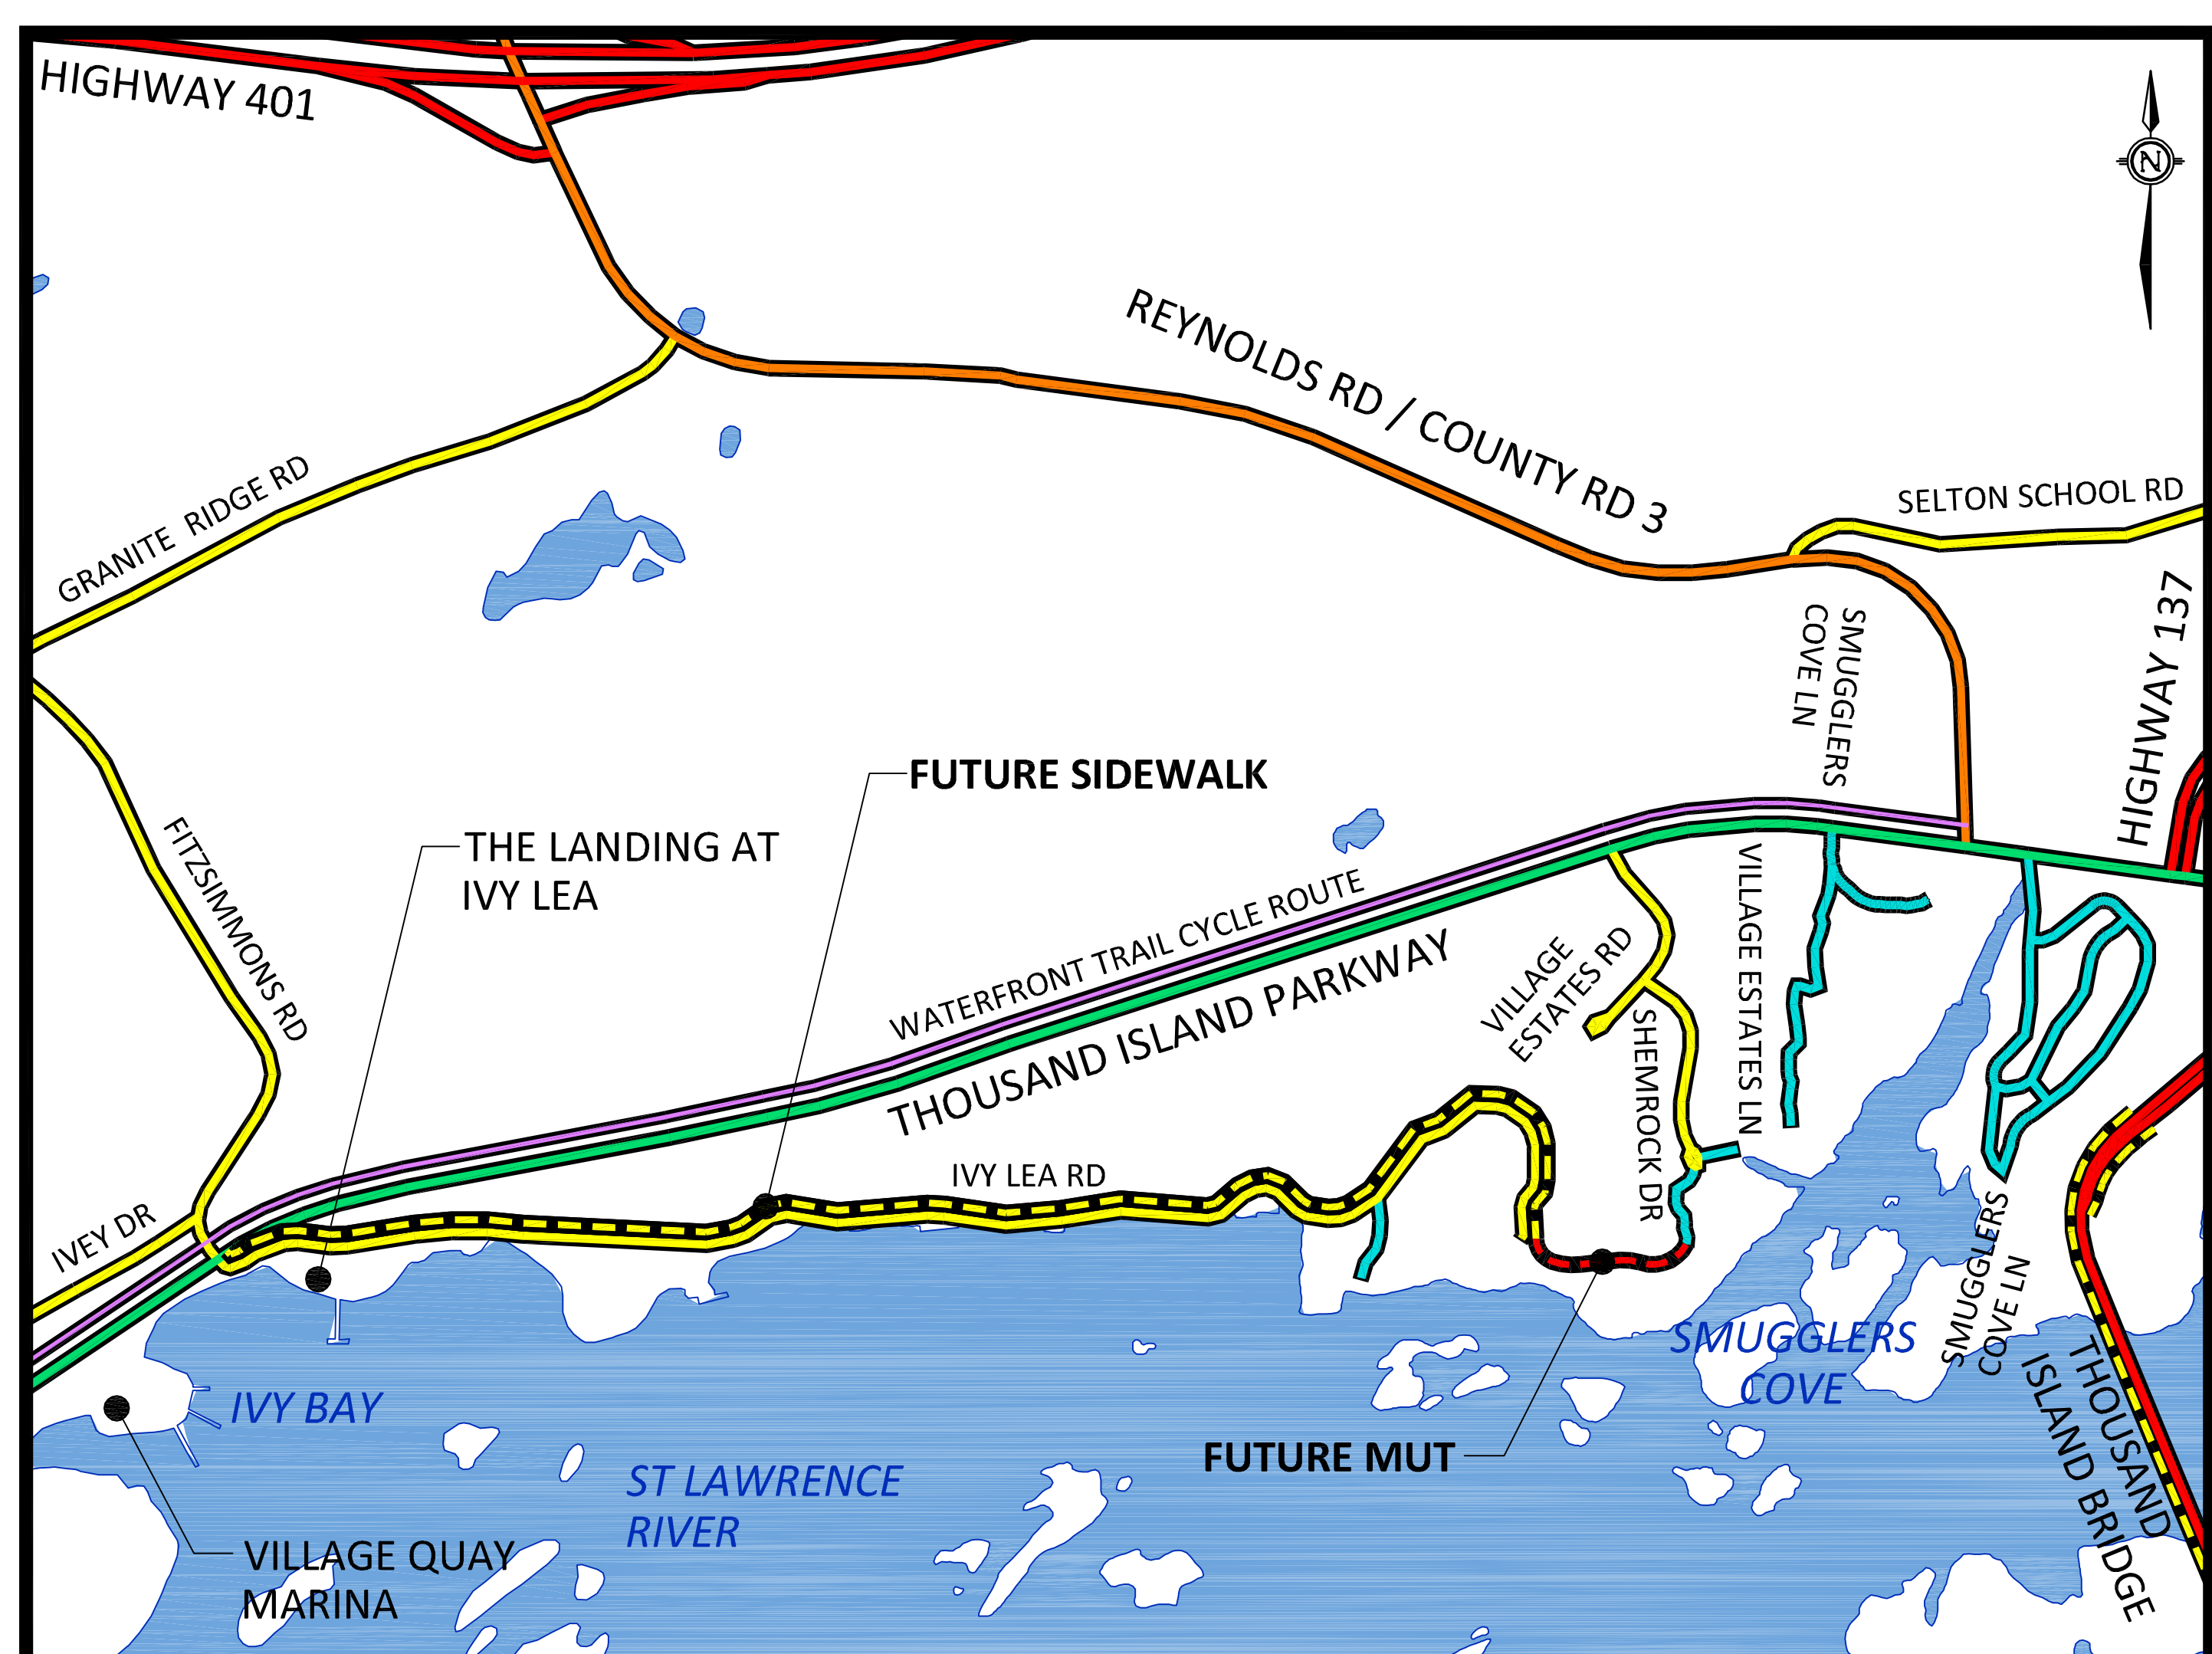 HIGHWAY 401
N
REYNOLDS RD / COUNTY RD 3
GRANITE RIDGE RD
SELTON SCHOOL RD
HIGHWAY 137
SMUGGLERS
COVE LN
FUTURE SIDEWALK
THE LANDING AT
IVY LEA
FITZSIMMONS RD
WATERFRONT TRAIL CYCLE ROUTE
THOUSAND ISLAND PARKWAY
VILLAGE
ESTATES RD
VILLAGE ESTATES LN
SHEMROCK DR
IVY LEA RD
IVEY DR
SMUGGLERS
COVE LN
SMUGGLERS
COVE
THOUSAND
ISLAND BRIDGE
IVY BAY
FUTURE MUT
ST LAWRENCE
RIVER
VILLAGE QUAY
MARINA